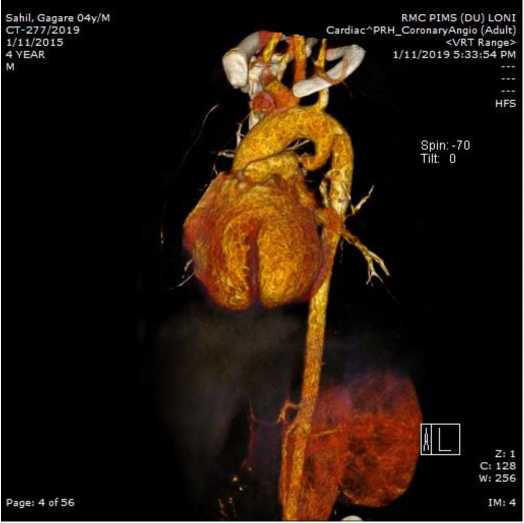 Sahil, Gagare 04y/M
CT-277/2019
1/11/2015
4 YEAR
M
RMC PIMS (DU) LONI
Cardiac^PRH_CoronaryAngio (Adult)
<VRT Range>
1/11/2019 5:33:54 PM
---
---
---
HFS
Spin: -70
Tilt: 0
A L
Z: 1
C: 128
W: 256
Page: 4 of 56
IM: 4